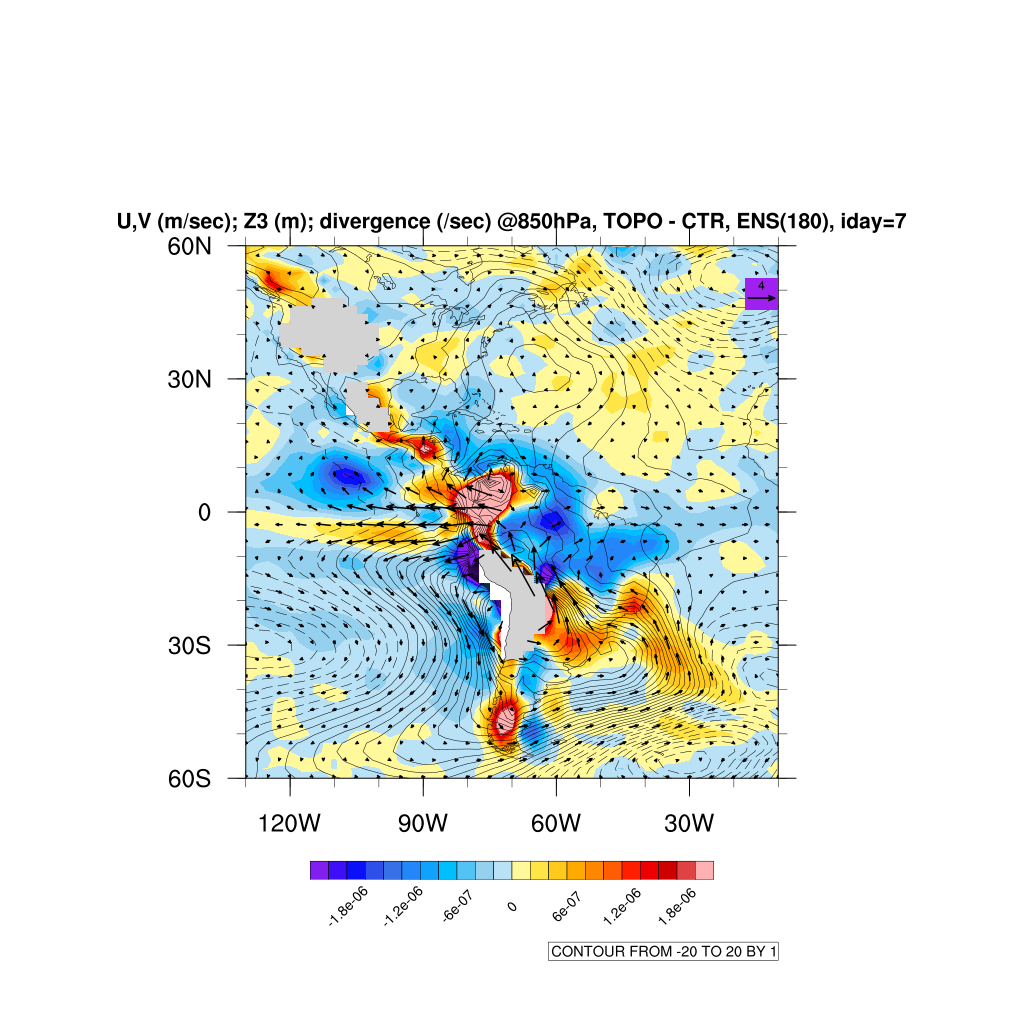 U,V (m/sec); Z3 (m); divergence (/sec) @850hPa, TOPO - CTR, ENS(180), iday=7
60N
4
30N
0
30S
60S
120W 90W 60W 30W
-1.8e-06 -1.2e-06 -6e-07 0 6e-07 1.2e-06 1.8e-06
CONTOUR FROM -20 TO 20 BY 1